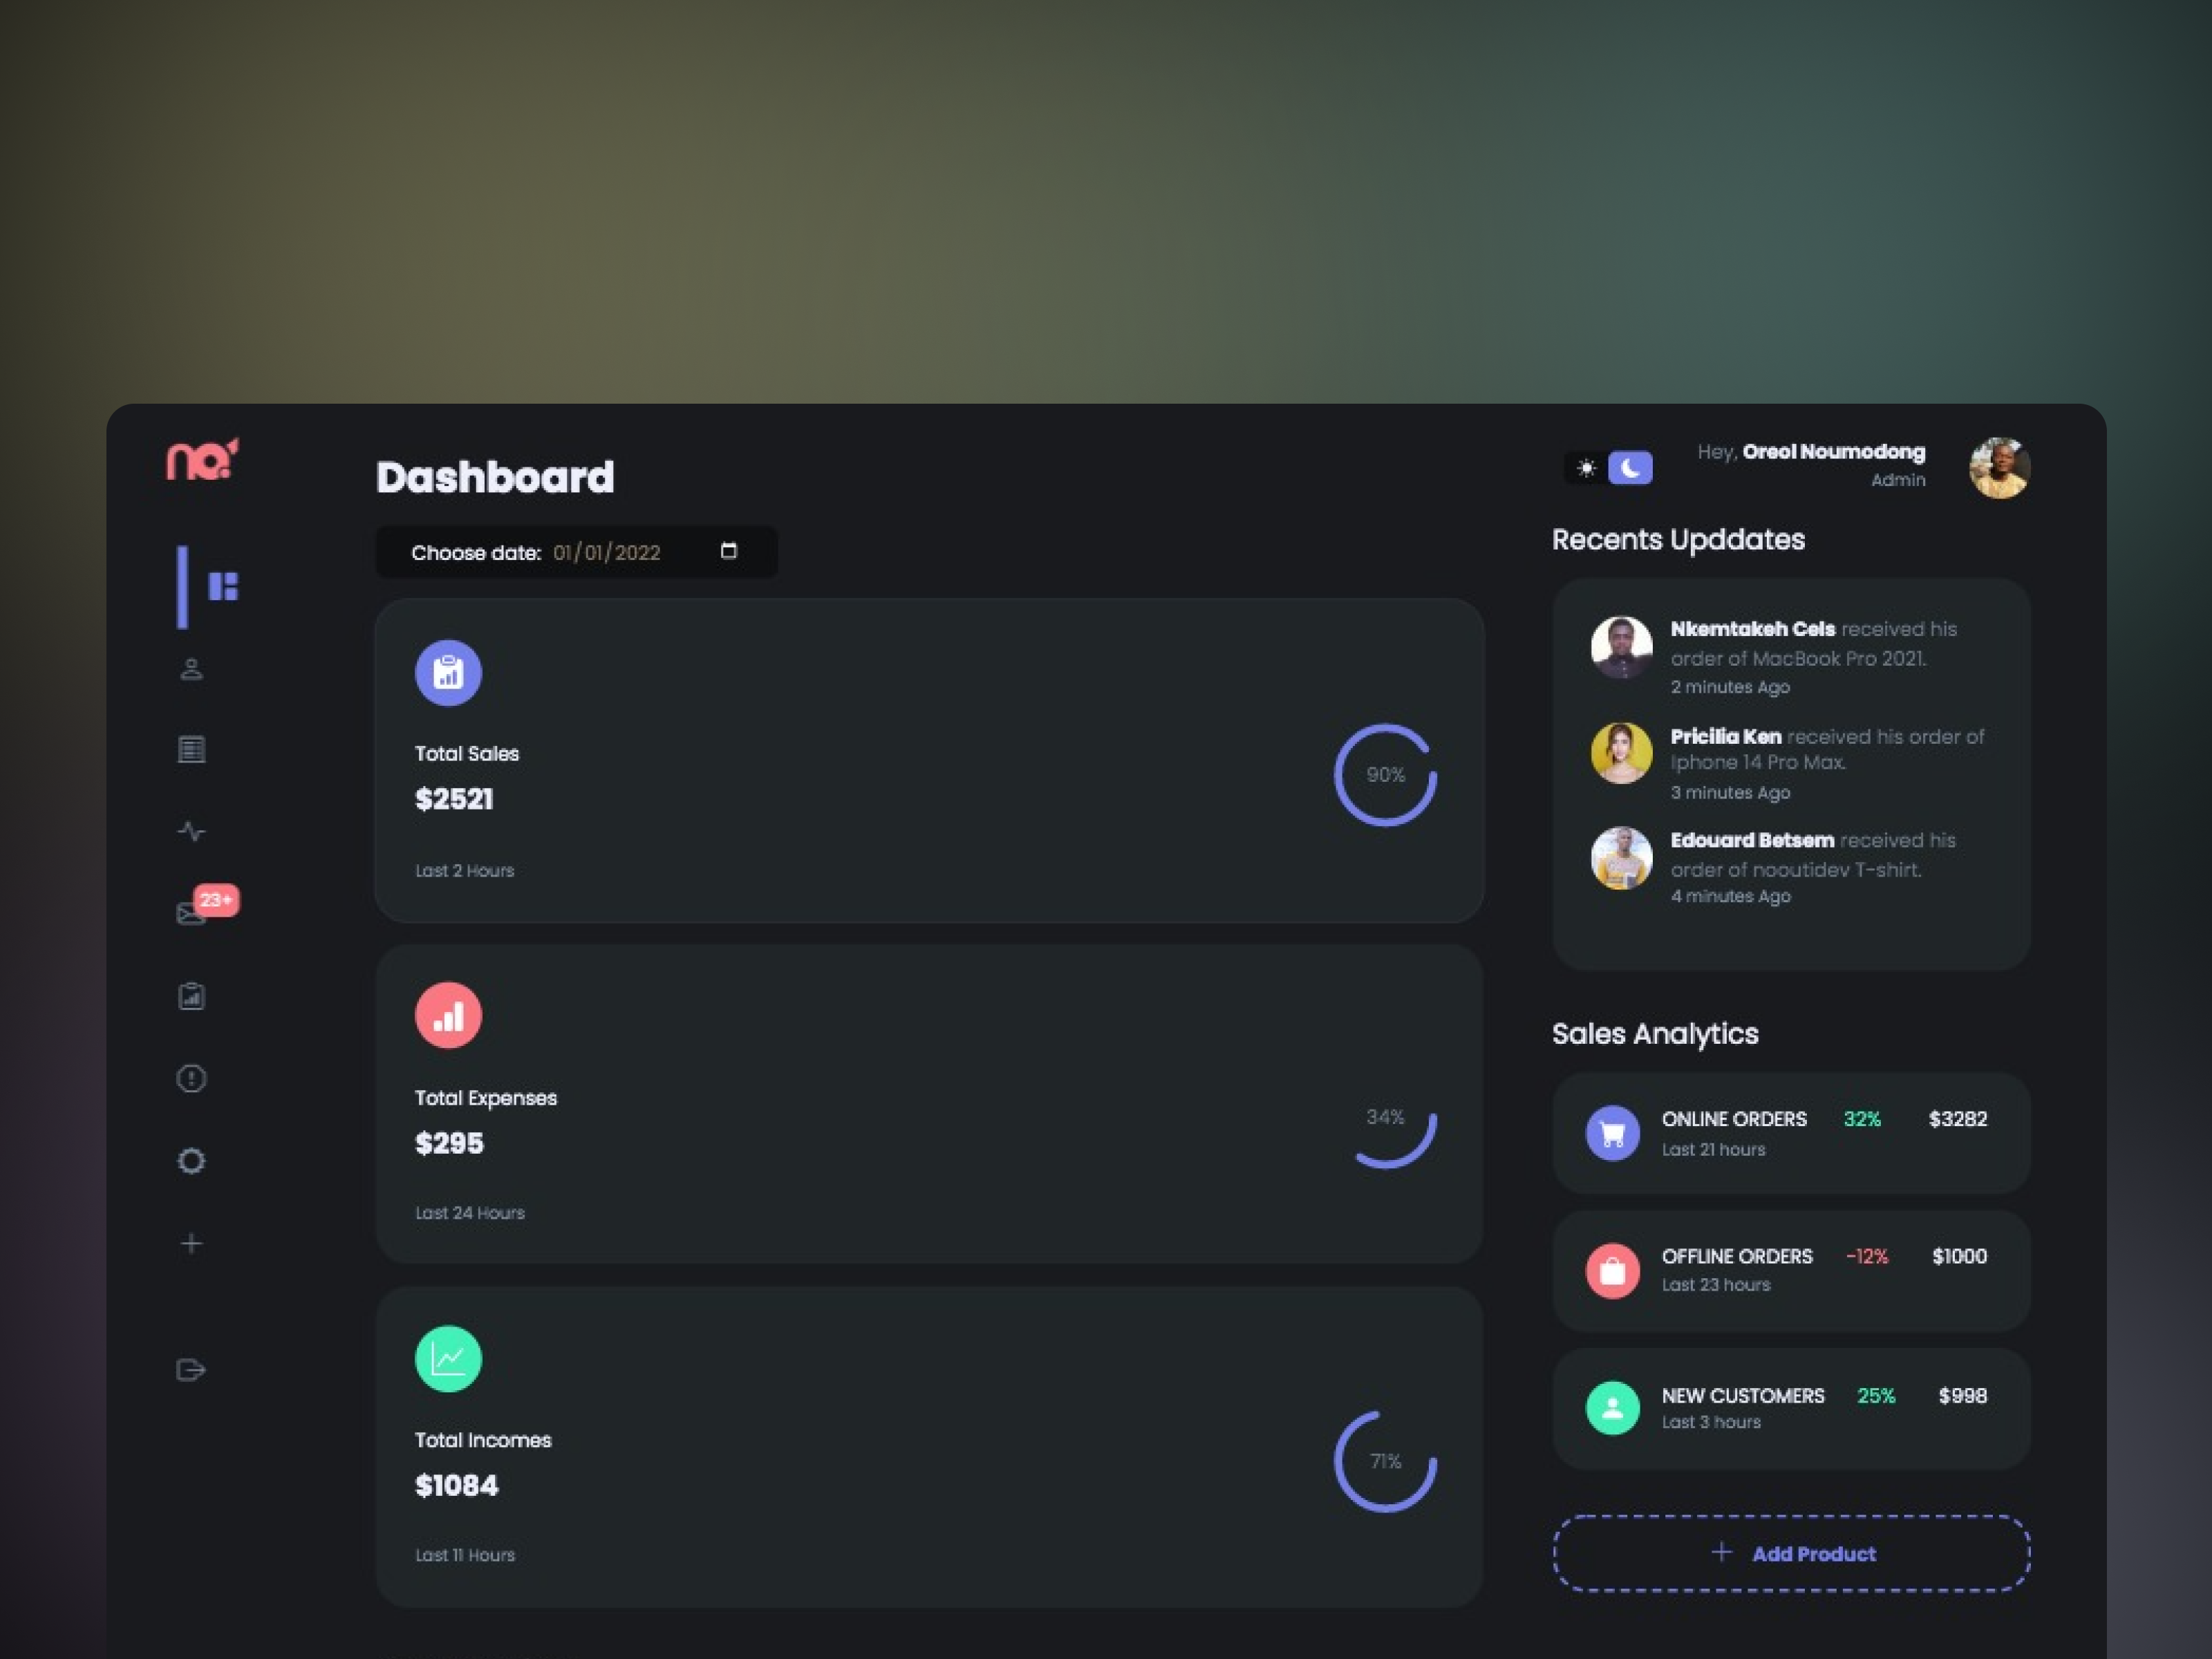 no!
Dashboard
Choose date: 01/01/2022
23+
Total Sales
$2521
90%
Last 2 Hours
Total Expenses
$295
34%
Last 24 Hours
Total Incomes
$1084
71%
Last 11 Hours
Hey, Oreol Noumodong
Admin
Recents Upddates
Nkemtakeh Cels received his
order of MacBook Pro 2021.
2 minutes Ago
Pricilia Ken received his order of
Iphone 14 Pro Max.
3 minutes Ago
Edouard Betsem received his
order of nooutidev T-shirt.
4 minutes Ago
Sales Analytics
ONLINE ORDERS 32% $3282
Last 21 hours
OFFLINE ORDERS -12% $1000
Last 23 hours
NEW CUSTOMERS 25% $998
Last 3 hours
+ Add Product